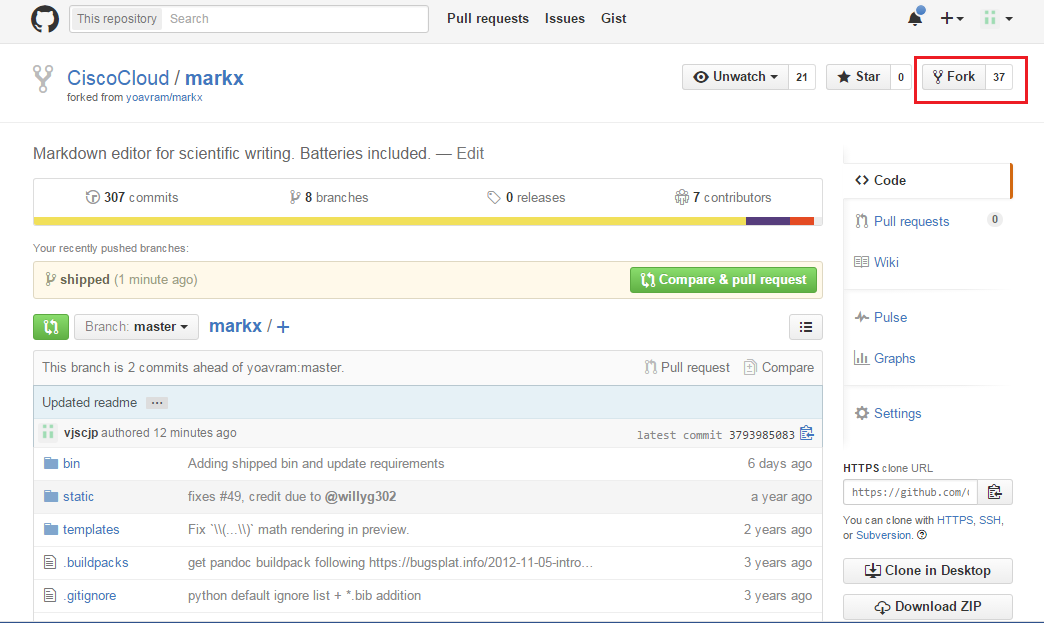 This repository Search Pull requests Issues Gist
CiscoCloud / markx Unwatch 21 Star 0 Fork 37
forked from yoavram/markx
Markdown editor for scientific writing. Batteries included. — Edit
307 commits 8 branches 0 releases 7 contributors
Your recently pushed branches:
shipped (1 minute ago) Compare & pull request
Branch: master markx / +
This branch is 2 commits ahead of yoavram:master. Pull request Compare
Updated readme ...
vjscjp authored 12 minutes ago latest commit 3793985083
bin Adding shipped bin and update requirements 6 days ago
static fixes #49, credit due to @willyg302 a year ago
templates Fix `\\(...\\)` math rendering in preview. 2 years ago
.buildpacks get pandoc buildpack following https://bugsplat.info/2012-11-05-intro... 3 years ago
.gitignore python default ignore list + *.bib addition 3 years ago
Code
Pull requests 0
Wiki
Pulse
Graphs
Settings
HTTPS clone URL
https://github.com/
You can clone with HTTPS, SSH,
or Subversion.
Clone in Desktop
Download ZIP